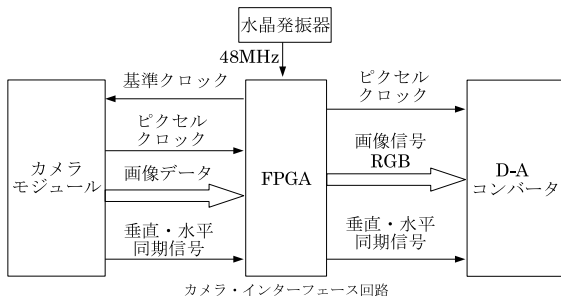 水晶発振器
48MHz
基準クロック
ピクセル
クロック
画像データ
垂直・水平
同期信号
カメラ
モジュール
FPGA
ピクセル
クロック
画像信号
RGB
垂直・水平
同期信号
D-A
コンバータ
カメラ・インターフェース回路